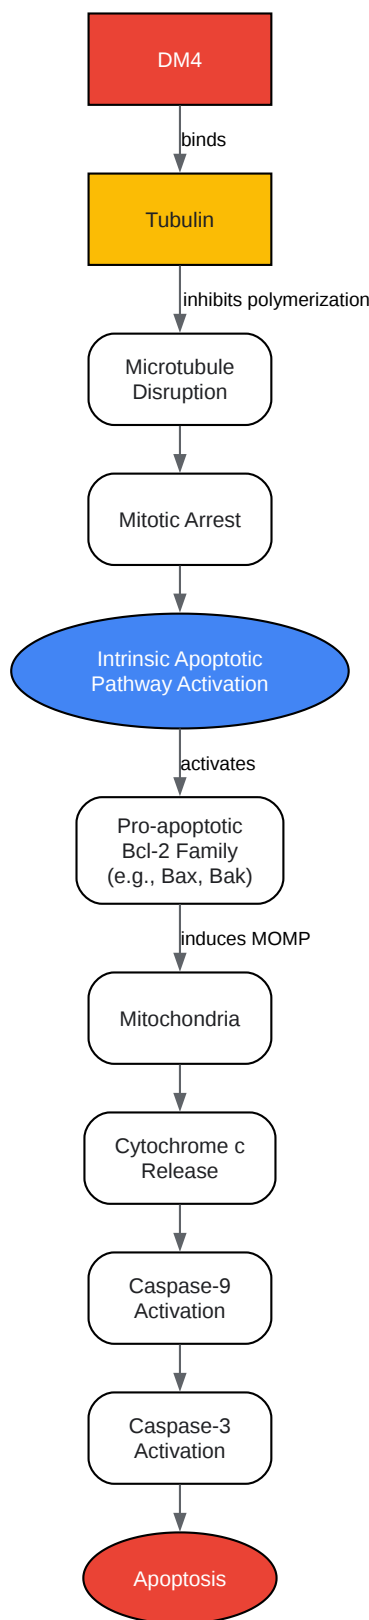 DM4
binds
Tubulin
inhibits polymerization
Microtubule
Disruption
Mitotic Arrest
Intrinsic Apoptotic
Pathway Activation
activates
Pro-apoptotic
Bcl-2 Family
(e.g., Bax, Bak)
induces MOMP
Mitochondria
Cytochrome c
Release
Caspase-9
Activation
Caspase-3
Activation
Apoptosis